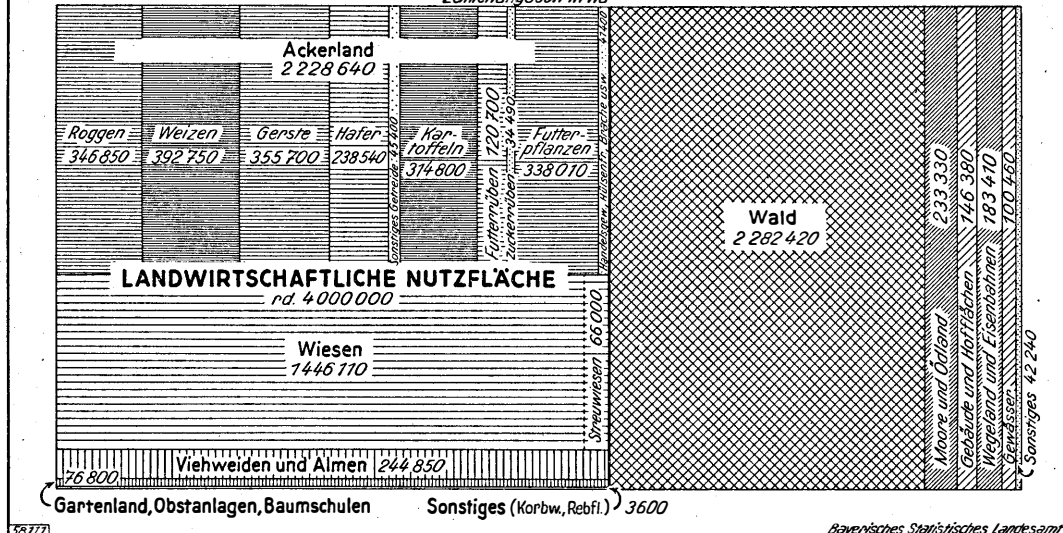 Ackerland
2 228 640
Roggen
346 850
Weizen
392 750
Gerste
355 700
Hafer
238 540
Sonstiges Getreide 45 400
Kar-
toffeln
314 800
Futterrüben 120 700
Zuckerrüben 34 490
Futter-
pflanzen
338 010
Wald
2 282 420
Moore und Ödland 233 330
Gebäude und Hofflächen 146 380
Wegeland und Eisenbahnen 183 410
Gewässer 100 460
Sonstiges 42 240
LANDWIRTSCHAFTLICHE NUTZFLÄCHE
rd. 4 000 000
Wiesen
1 446 110
Streuwiesen 66 000
Viehweiden und Almen 244 850
76 800
Gartenland, Obstanlagen, Baumschulen
Sonstiges (Korbw., Rebfl.) 3600
Bayerisches Statistisches Landesamt